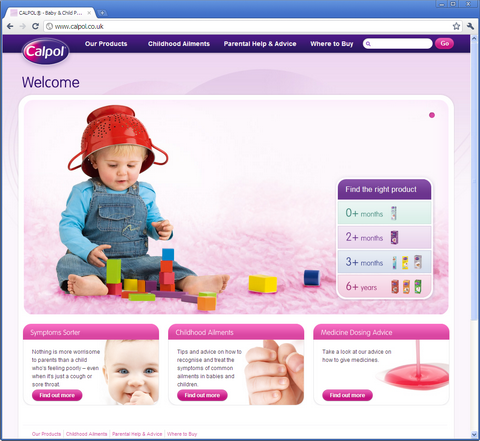 CALPOL® - Baby & Child P...
www.calpol.co.uk
Calpol
Our Products Childhood Ailments Parental Help & Advice Where to Buy Go
Welcome
Find the right product
0+ months
2+ months
3+ months
6+ years
Symptoms Sorter
Nothing is more worrisome
to parents than a child
who's feeling poorly – even
when it's just a cough or
sore throat.
Find out more
Childhood Ailments
Tips and advice on how to
recognise and treat the
symptoms of common
ailments in babies and
children.
Find out more
Medicine Dosing Advice
Take a look at our advice on
how to give medicines.
Find out more
Our Products | Childhood Ailments | Parental Help & Advice | Where to Buy